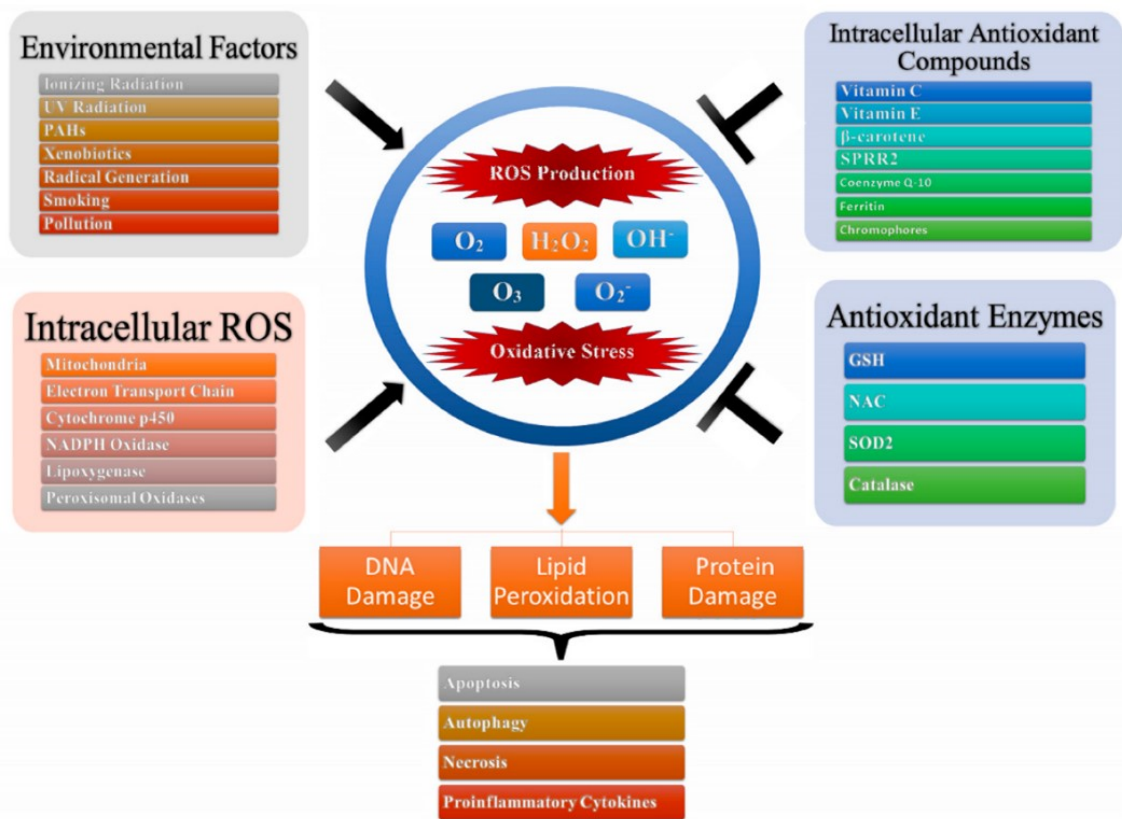 Environmental Factors
Ionizing Radiation
UV Radiation
PAHs
Xenobiotics
Radical Generation
Smoking
Pollution
Intracellular ROS
Mitochondria
Electron Transport Chain
Cytochrome p450
NADPH Oxidase
Lipoxygenase
Peroxisomal Oxidases
ROS Production
O₂
H₂O₂
OH⁻
O₃
O₂⁻
Oxidative Stress
Intracellular Antioxidant
Compounds
Vitamin C
Vitamin E
β-carotene
SPRR2
Coenzyme Q-10
Ferritin
Chromophores
Antioxidant Enzymes
GSH
NAC
SOD2
Catalase
DNA
Damage
Lipid
Peroxidation
Protein
Damage
Apoptosis
Autophagy
Necrosis
Proinflammatory Cytokines